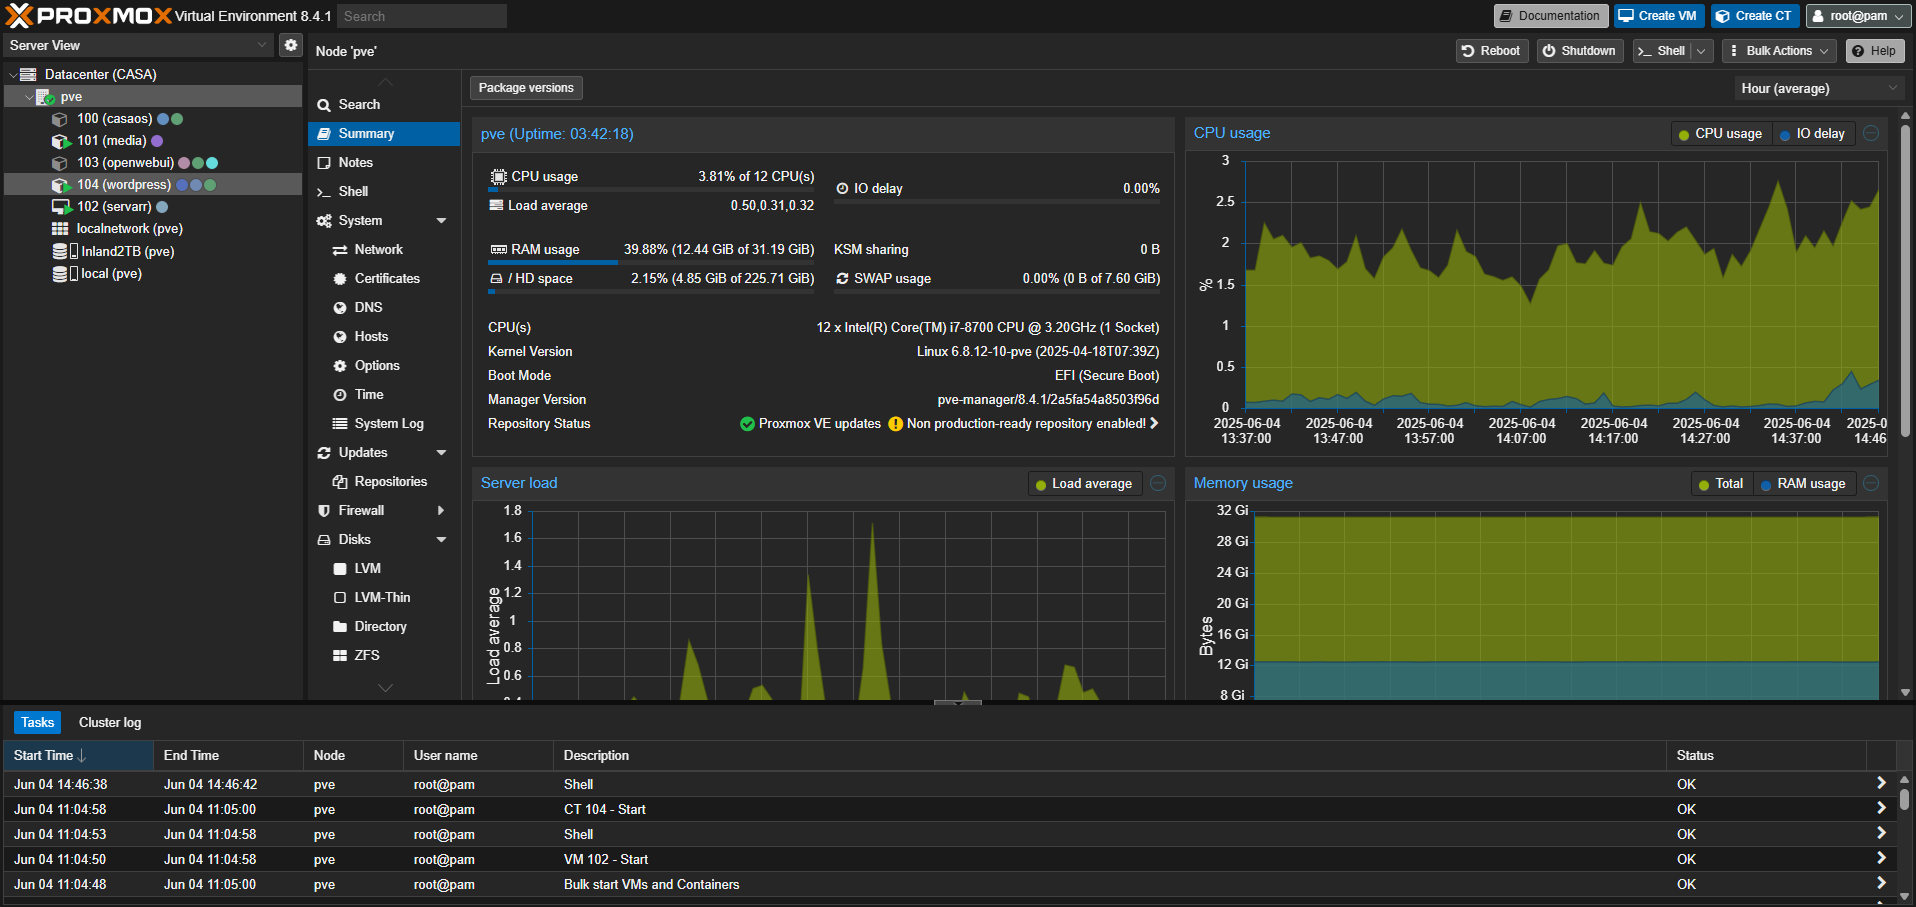 PROXMOX Virtual Environment 8.4.1 Search
Documentation Create VM Create CT root@pam
Server View
Node 'pve'
Reboot Shutdown Shell Bulk Actions Help
Datacenter (CASA)
pve
100 (casaos)
101 (media)
103 (openwebui)
104 (wordpress)
102 (servarr)
localnetwork (pve)
Inland2TB (pve)
local (pve)
Search
Summary
Notes
Shell
System
Network
Certificates
DNS
Hosts
Options
Time
System Log
Updates
Repositories
Firewall
Disks
LVM
LVM-Thin
Directory
ZFS
Package versions
Hour (average)
pve (Uptime: 03:42:18)
CPU usage 3.81% of 12 CPU(s)
IO delay 0.00%
Load average 0.50,0.31,0.32
RAM usage 39.88% (12.44 GiB of 31.19 GiB)
KSM sharing 0 B
/ HD space 2.15% (4.85 GiB of 225.71 GiB)
SWAP usage 0.00% (0 B of 7.60 GiB)
CPU(s) 12 x Intel(R) Core(TM) i7-8700 CPU @ 3.20GHz (1 Socket)
Kernel Version Linux 6.8.12-10-pve (2025-04-18T07:39Z)
Boot Mode EFI (Secure Boot)
Manager Version pve-manager/8.4.1/2a5fa54a8503f96d
Repository Status Proxmox VE updates Non production-ready repository enabled!
CPU usage
CPU usage IO delay
3
2.5
2
1.5
1
0.5
0
%
2025-06-04 2025-06-04 2025-06-04 2025-06-04 2025-06-04 2025-06-04 2025-06-04 2025-0
13:37:00 13:47:00 13:57:00 14:07:00 14:17:00 14:27:00 14:37:00 14:46
Server load
Load average
1.8
1.6
1.4
1.2
1
0.8
0.6
Load average
Memory usage
Total RAM usage
32 Gi
28 Gi
24 Gi
20 Gi
16 Gi
12 Gi
8 Gi
Bytes
Tasks Cluster log
Start Time End Time Node User name Description Status
Jun 04 14:46:38 Jun 04 14:46:42 pve root@pam Shell OK
Jun 04 11:04:58 Jun 04 11:05:00 pve root@pam CT 104 - Start OK
Jun 04 11:04:53 Jun 04 11:04:58 pve root@pam Shell OK
Jun 04 11:04:50 Jun 04 11:04:58 pve root@pam VM 102 - Start OK
Jun 04 11:04:48 Jun 04 11:05:00 pve root@pam Bulk start VMs and Containers OK